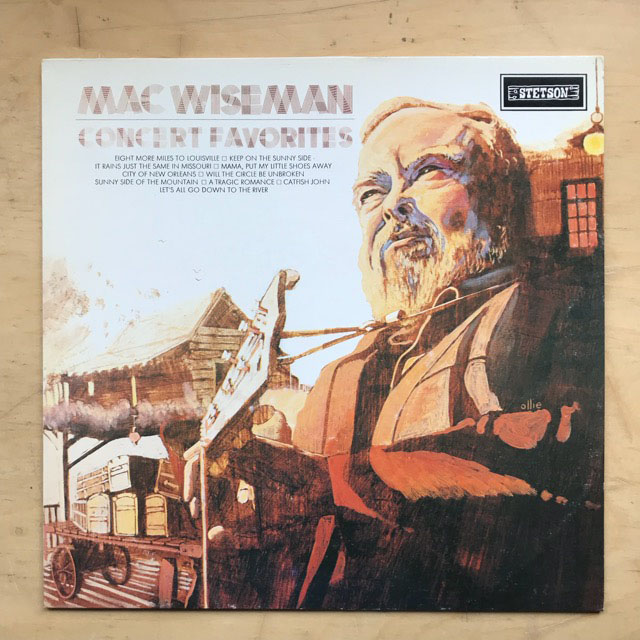 MAC WISEMAN
CONCERT FAVORITES
EIGHT MORE MILES TO LOUISVILLE □ KEEP ON THE SUNNY SIDE
IT RAINS JUST THE SAME IN MISSOURI □ MAMA, PUT MY LITTLE SHOES AWAY
CITY OF NEW ORLEANS □ WILL THE CIRCLE BE UNBROKEN
SUNNY SIDE OF THE MOUNTAIN □ A TRAGIC ROMANCE □ CATFISH JOHN
LET'S ALL GO DOWN TO THE RIVER
STETSON
ollie